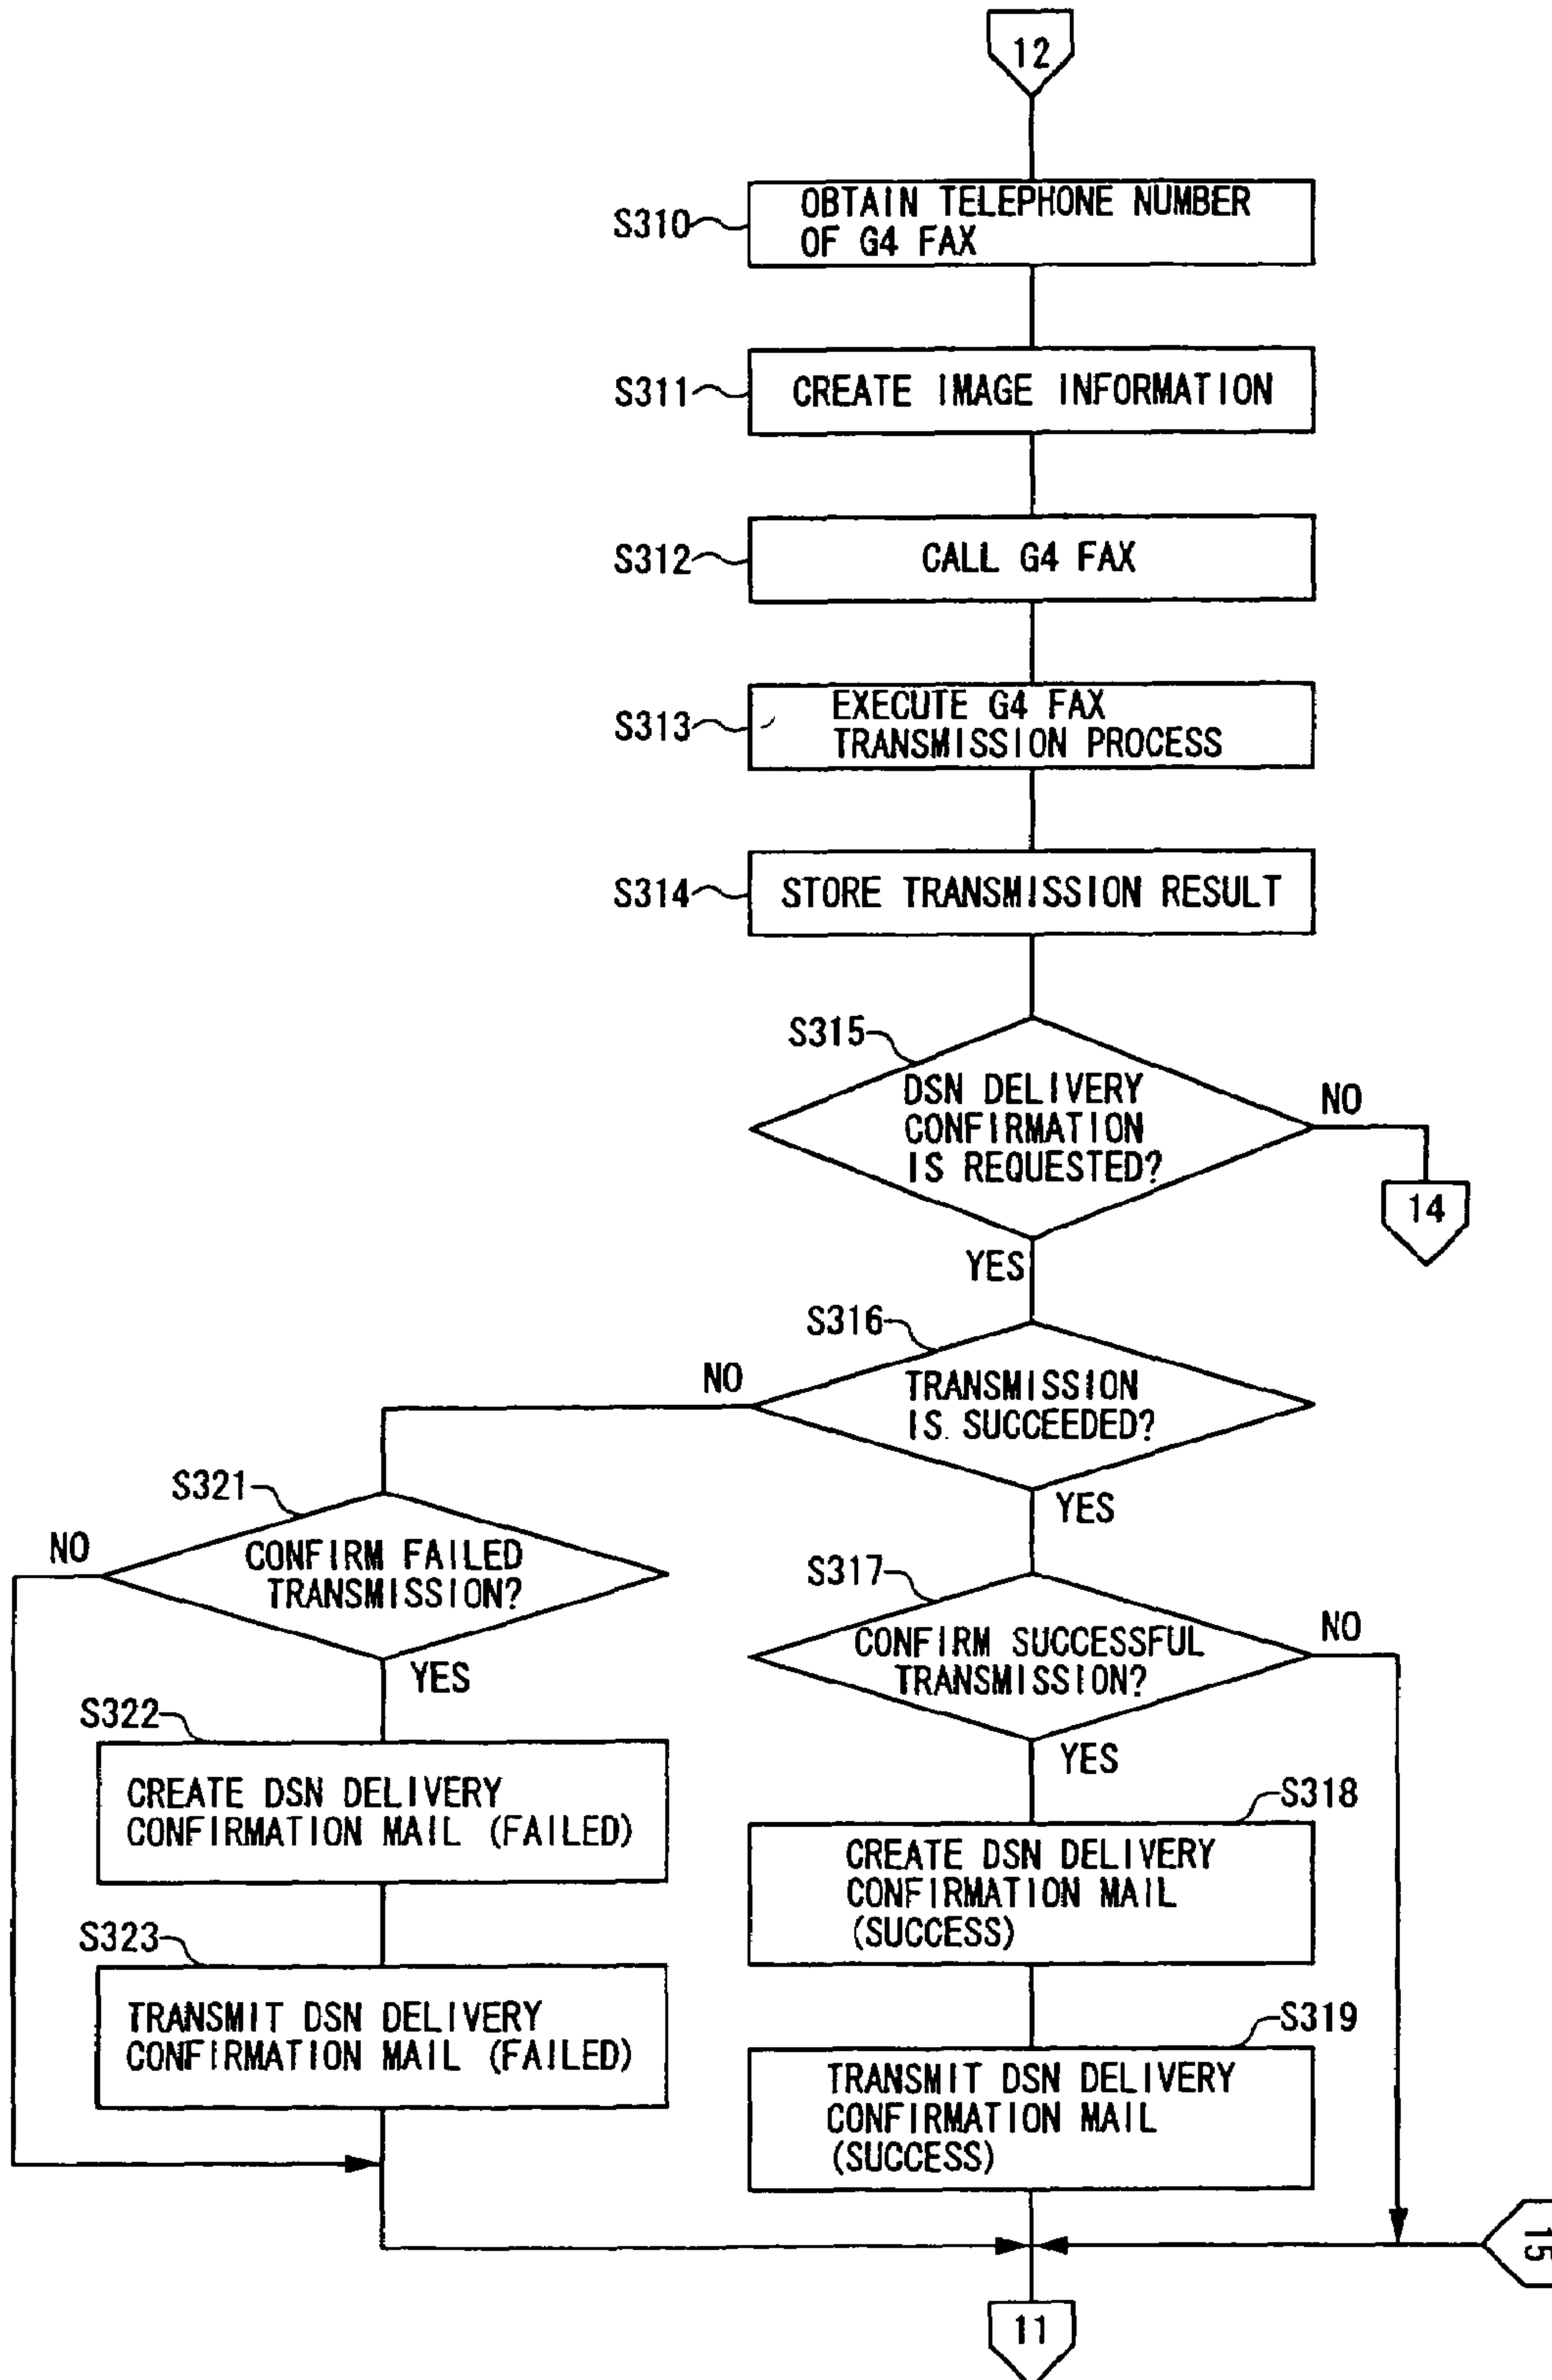 12
S310
OBTAIN TELEPHONE NUMBER
OF G4 FAX
S311
CREATE IMAGE INFORMATION
S312
CALL G4 FAX
S313
EXECUTE G4 FAX
TRANSMISSION PROCESS
S314
STORE TRANSMISSION RESULT
S315
DSN DELIVERY
CONFIRMATION
IS REQUESTED?
NO
14
YES
S316
NO
TRANSMISSION
IS. SUCCEEDED?
YES
S321
NO
CONFIRM FAILED
TRANSMISSION?
YES
S317
CONFIRM SUCCESSFUL
TRANSMISSION?
NO
YES
S322
CREATE DSN DELIVERY
CONFIRMATION MAIL (FAILED)
S318
CREATE DSN DELIVERY
CONFIRMATION MAIL
(SUCCESS)
S323
TRANSMIT DSN DELIVERY
CONFIRMATION MAIL (FAILED)
S319
TRANSMIT DSN DELIVERY
CONFIRMATION MAIL
(SUCCESS)
15
11